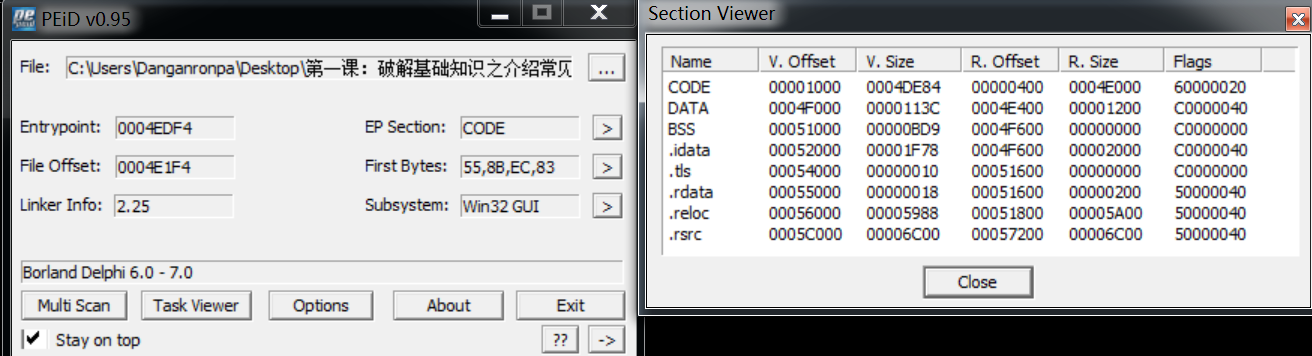 PEiD v0.95
File: C:\Users\Danganronpa\Desktop\第一课：破解基础知识之介绍常见 ...
Entrypoint: 0004EDF4 EP Section: CODE >
File Offset: 0004E1F4 First Bytes: 55,8B,EC,83 >
Linker Info: 2.25 Subsystem: Win32 GUI >
Borland Delphi 6.0 - 7.0
Multi Scan Task Viewer Options About Exit
Stay on top ?? ->
Section Viewer
Name V. Offset V. Size R. Offset R. Size Flags
CODE 00001000 0004DE84 00000400 0004E000 60000020
DATA 0004F000 0000113C 0004E400 00001200 C0000040
BSS 00051000 00000BD9 0004F600 00000000 C0000000
.idata 00052000 00001F78 0004F600 00002000 C0000040
.tls 00054000 00000010 00051600 00000000 C0000000
.rdata 00055000 00000018 00051600 00000200 50000040
.reloc 00056000 00005988 00051800 00005A00 50000040
.rsrc 0005C000 00006C00 00057200 00006C00 50000040
Close